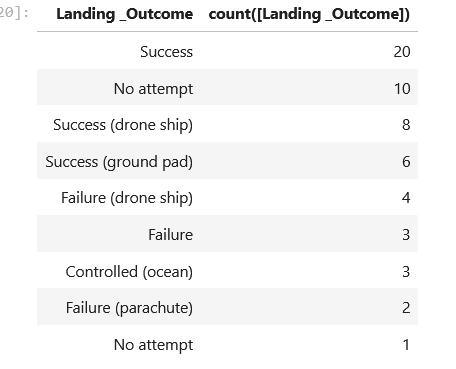 20]:
Landing _Outcome count([Landing _Outcome])
Success 20
No attempt 10
Success (drone ship) 8
Success (ground pad) 6
Failure (drone ship) 4
Failure 3
Controlled (ocean) 3
Failure (parachute) 2
No attempt 1